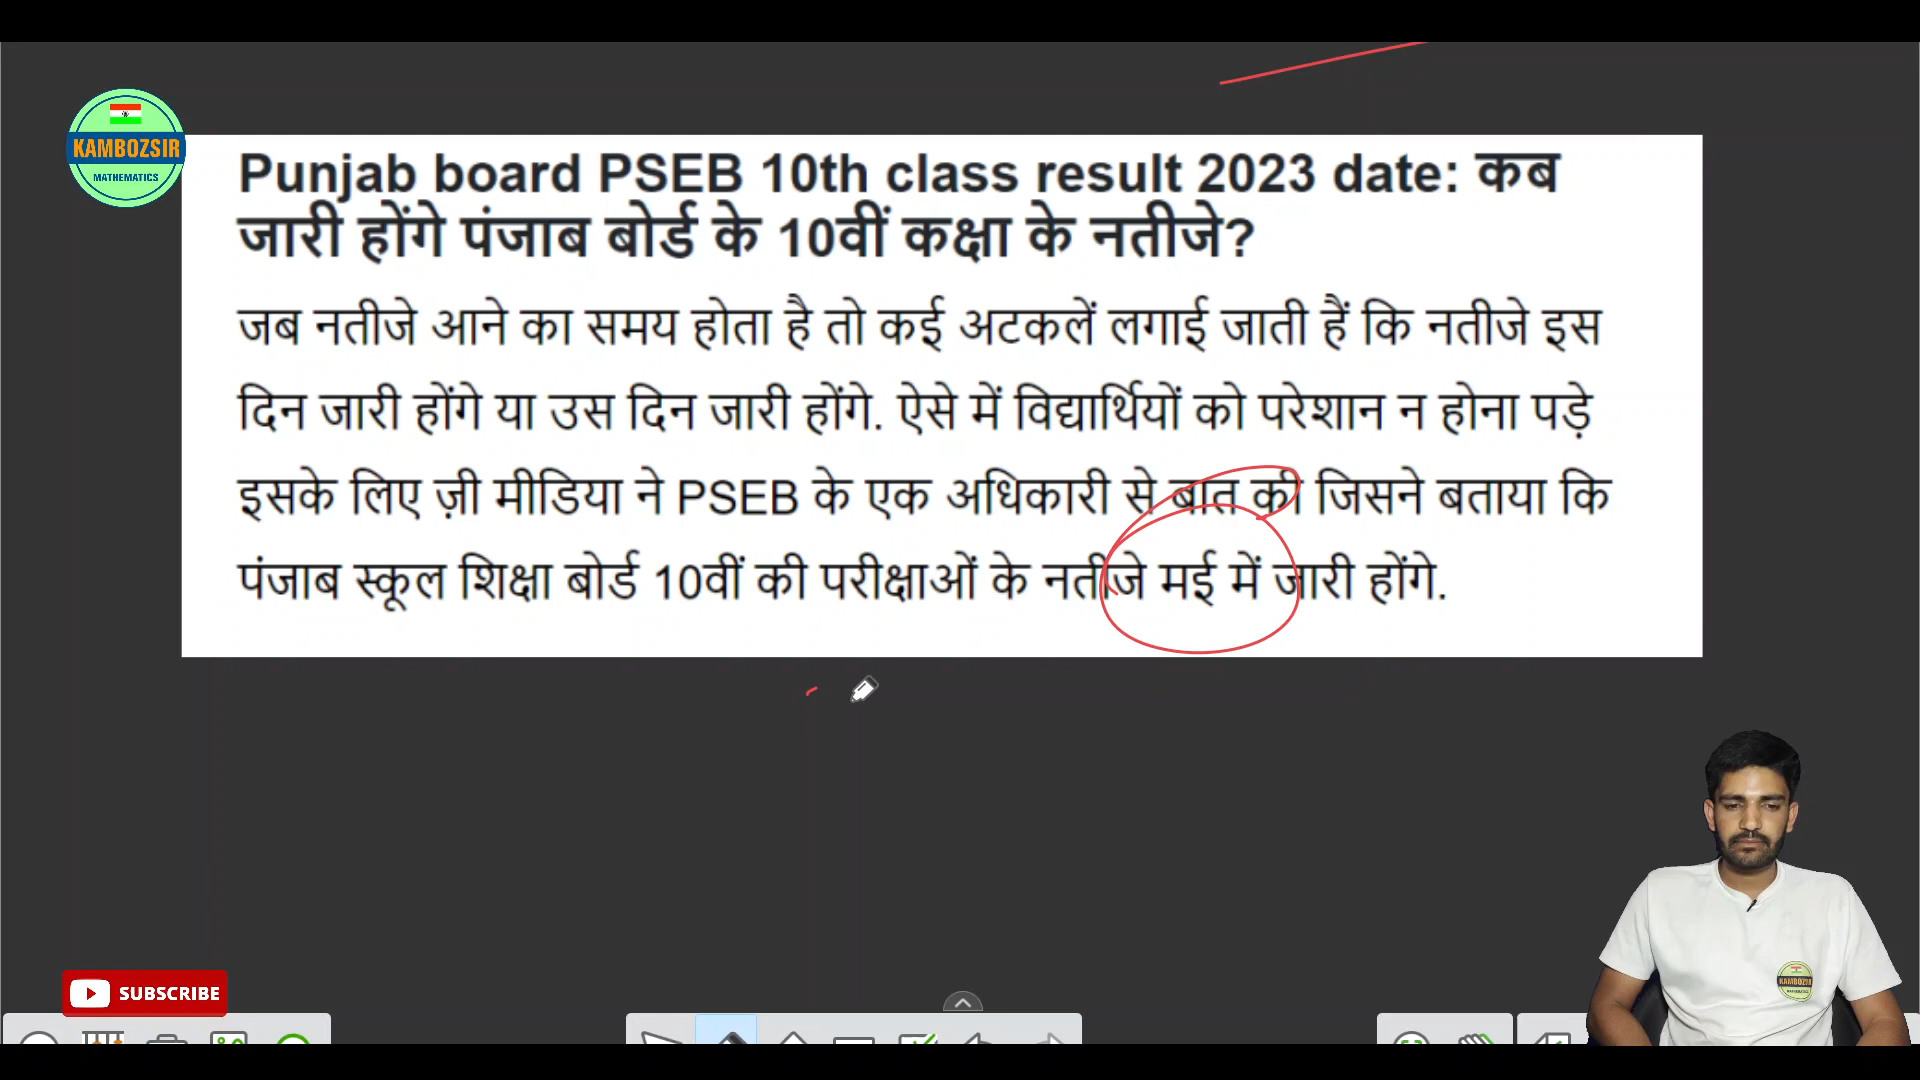 KAMBOZSIR
MATHEMATICS
Punjab board PSEB 10th class result 2023 date: कब
जारी होंगे पंजाब बोर्ड के 10वीं कक्षा के नतीजे?
जब नतीजे आने का समय होता है तो कई अटकलें लगाई जाती हैं कि नतीजे इस
दिन जारी होंगे या उस दिन जारी होंगे. ऐसे में विद्यार्थियों को परेशान न होना पड़े
इसके लिए ज़ी मीडिया ने PSEB के एक अधिकारी से बात की जिसने बताया कि
पंजाब स्कूल शिक्षा बोर्ड 10वीं की परीक्षाओं के नतीजे मई में जारी होंगे.
KAMBOZSIR
MATHEMATICS
SUBSCRIBE